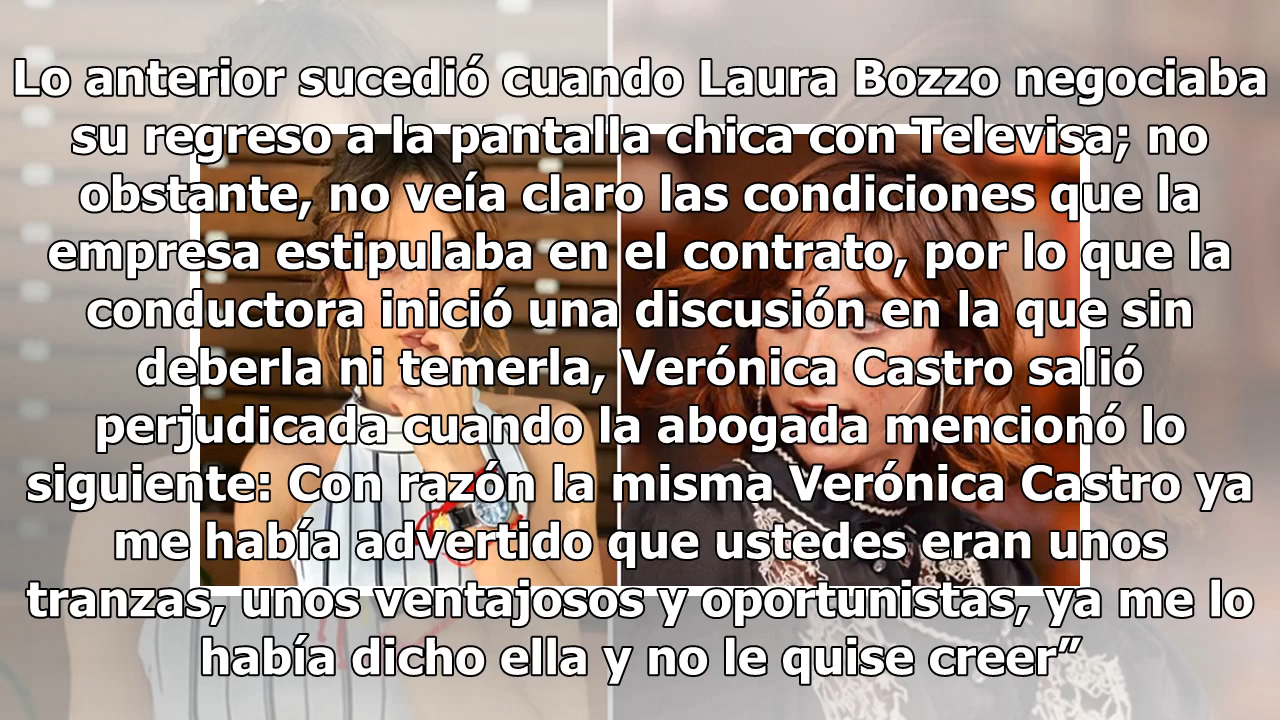 Lo anterior sucedió cuando Laura Bozzo negociaba
su regreso a la pantalla chica con Televisa; no
obstante, no veía claro las condiciones que la
empresa estipulaba en el contrato, por lo que la
conductora inició una discusión en la que sin
deberla ni temerla, Verónica Castro salió
perjudicada cuando la abogada mencionó lo
siguiente: Con razón la misma Verónica Castro ya
me había advertido que ustedes eran unos
tranzas, unos ventajosos y oportunistas, ya me lo
había dicho ella y no le quise creer”